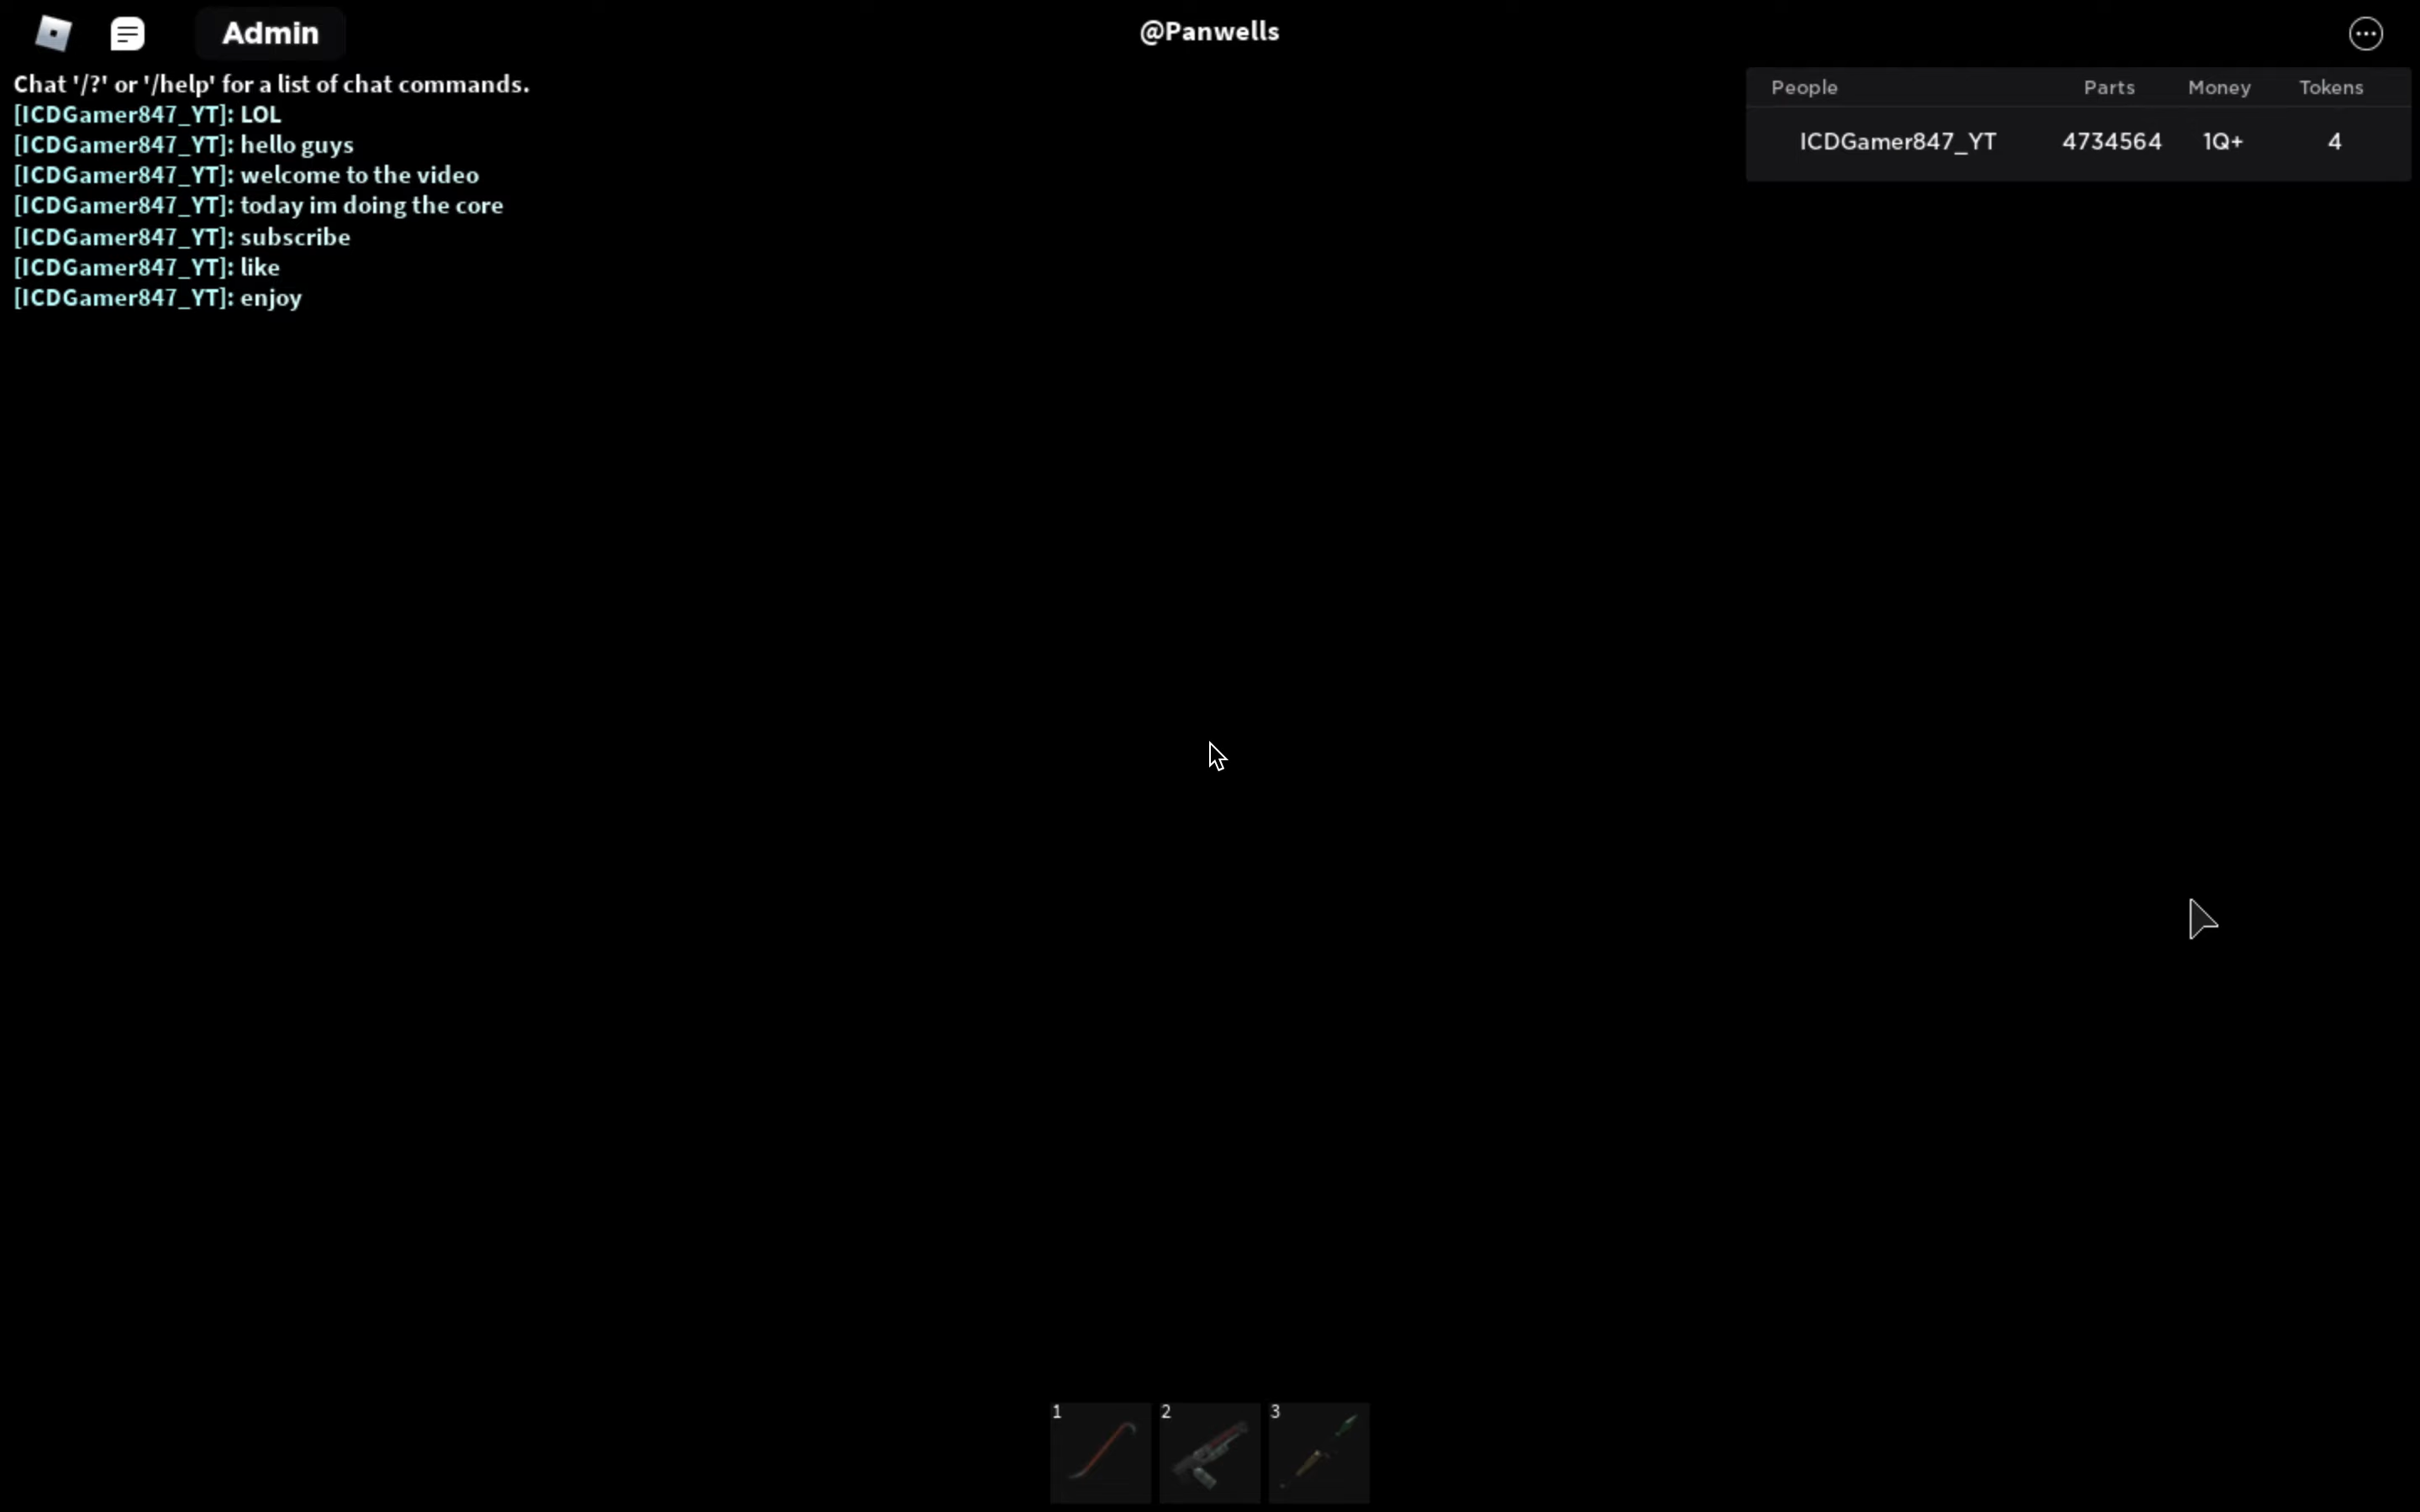 Admin
@Panwells
Chat '/?' or '/help' for a list of chat commands.
[ICDGamer847_YT]: LOL
[ICDGamer847_YT]: hello guys
[ICDGamer847_YT]: welcome to the video
[ICDGamer847_YT]: today im doing the core
[ICDGamer847_YT]: subscribe
[ICDGamer847_YT]: like
[ICDGamer847_YT]: enjoy
People Parts Money Tokens
ICDGamer847_YT 4734564 1Q+ 4
1 2 3